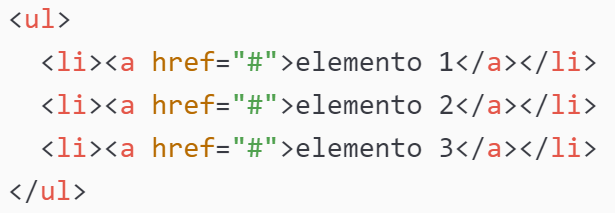 <ul>
  <li><a href="#">elemento 1</a></li>
  <li><a href="#">elemento 2</a></li>
  <li><a href="#">elemento 3</a></li>
</ul>